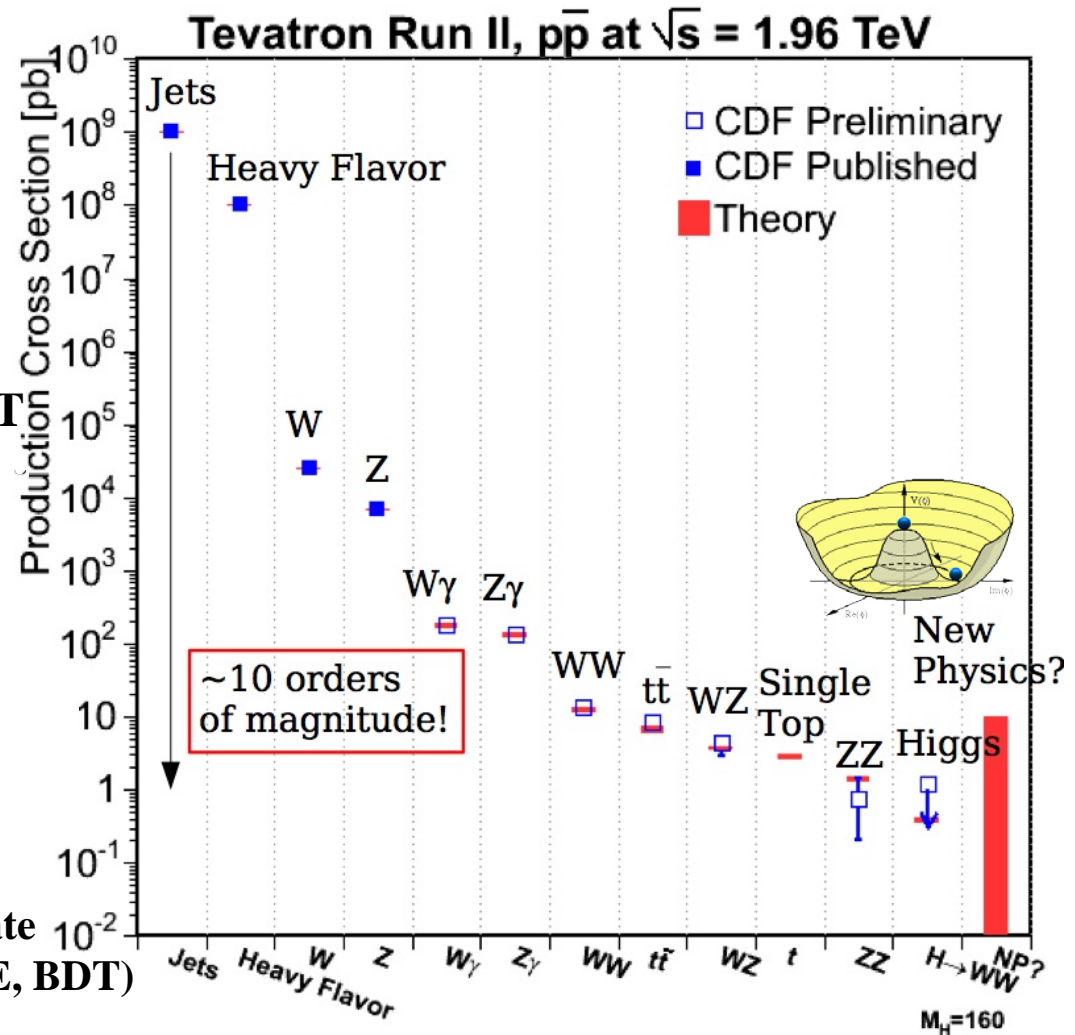 Tevatron Run II, pp̅ at √s = 1.96 TeV
Production Cross Section [pb]
10¹⁰
10⁹
10⁸
10⁷
10⁶
10⁵
10⁴
10³
10²
10
1
10⁻¹
10⁻²
Jets
Heavy Flavor
W
Z
Wγ
Zγ
WW
tt̅
WZ
Single
Top
ZZ
Higgs
New
Physics?
CDF Preliminary
CDF Published
Theory
V(ϕ)
Re(ϕ)
Im(ϕ)
~10 orders
of magnitude!
T
ate
E, BDT)
Jets
Heavy Flavor
W
Z
Wγ
Zγ
WW
tt̅
WZ
t
ZZ
H→WW
NP?
M_H=160